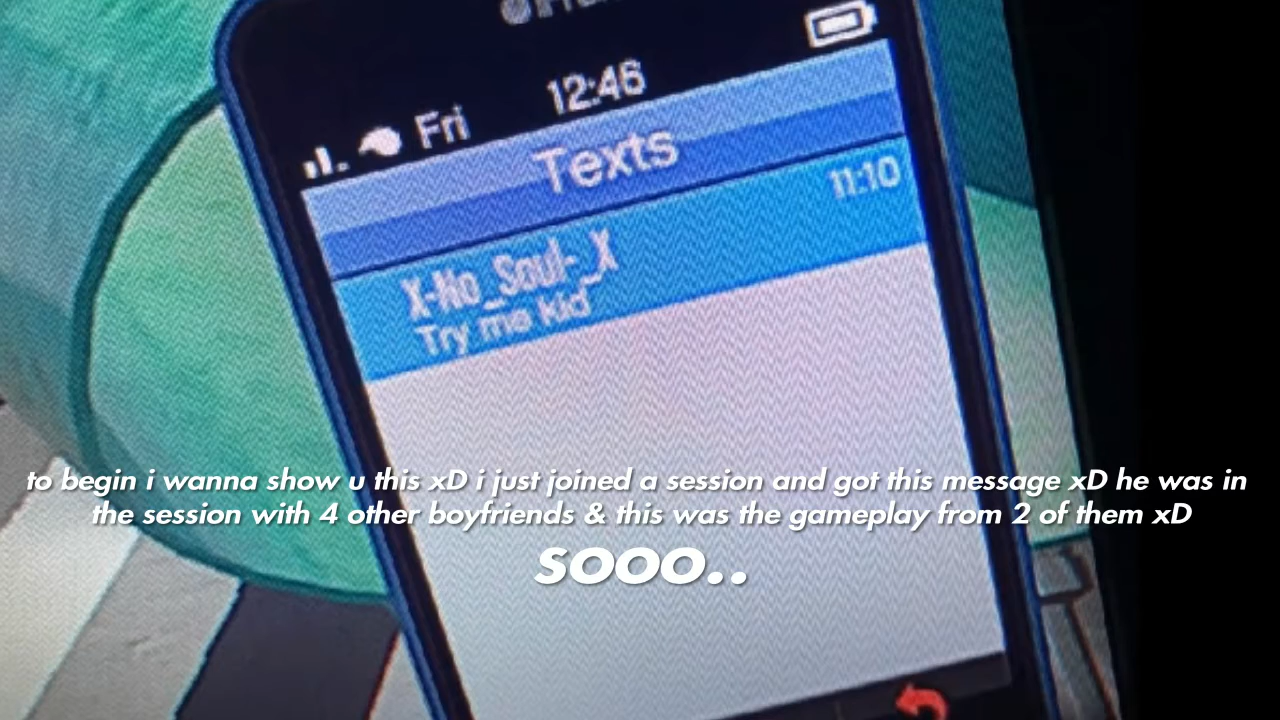 12:46
Fri
Texts
11:10
X-No_Soul-_X
Try me kid
to begin i wanna show u this xD i just joined a session and got this message xD he was in
the session with 4 other boyfriends & this was the gameplay from 2 of them xD
SOOO..